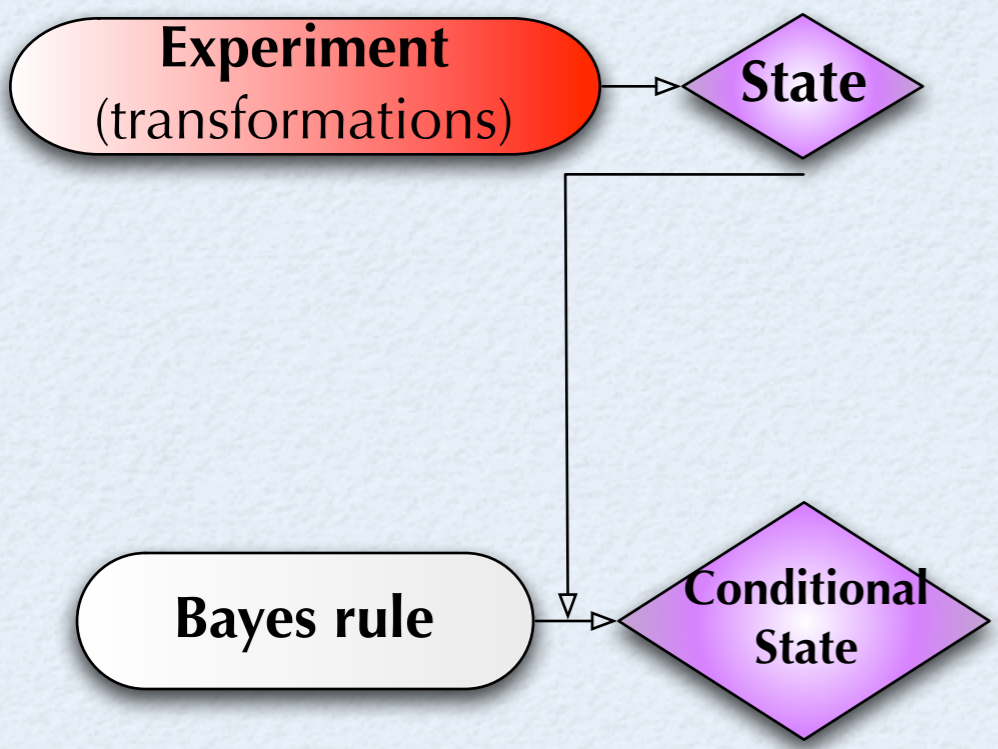 Experiment
(transformations)
State
Bayes rule
Conditional
State